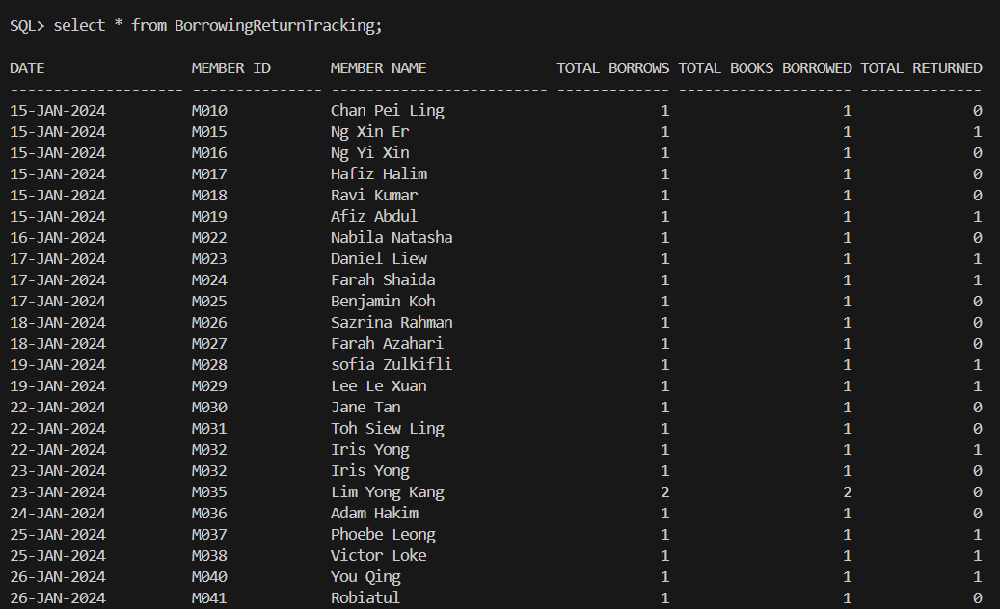 SQL> select * from BorrowingReturnTracking;
DATE MEMBER ID MEMBER NAME TOTAL BORROWS TOTAL BOOKS BORROWED TOTAL RETURNED
-------------------- --------------- ------------------------- ------------- -------------------- --------------
15-JAN-2024 M010 Chan Pei Ling 1 1 0
15-JAN-2024 M015 Ng Xin Er 1 1 1
15-JAN-2024 M016 Ng Yi Xin 1 1 0
15-JAN-2024 M017 Hafiz Halim 1 1 0
15-JAN-2024 M018 Ravi Kumar 1 1 0
15-JAN-2024 M019 Afiz Abdul 1 1 1
16-JAN-2024 M022 Nabila Natasha 1 1 0
17-JAN-2024 M023 Daniel Liew 1 1 1
17-JAN-2024 M024 Farah Shaida 1 1 1
17-JAN-2024 M025 Benjamin Koh 1 1 0
18-JAN-2024 M026 Sazrina Rahman 1 1 0
18-JAN-2024 M027 Farah Azahari 1 1 0
19-JAN-2024 M028 sofia Zulkifli 1 1 1
19-JAN-2024 M029 Lee Le Xuan 1 1 1
22-JAN-2024 M030 Jane Tan 1 1 0
22-JAN-2024 M031 Toh Siew Ling 1 1 0
22-JAN-2024 M032 Iris Yong 1 1 1
23-JAN-2024 M032 Iris Yong 1 1 0
23-JAN-2024 M035 Lim Yong Kang 2 2 0
24-JAN-2024 M036 Adam Hakim 1 1 0
25-JAN-2024 M037 Phoebe Leong 1 1 1
25-JAN-2024 M038 Victor Loke 1 1 1
26-JAN-2024 M040 You Qing 1 1 1
26-JAN-2024 M041 Robiatul 1 1 0